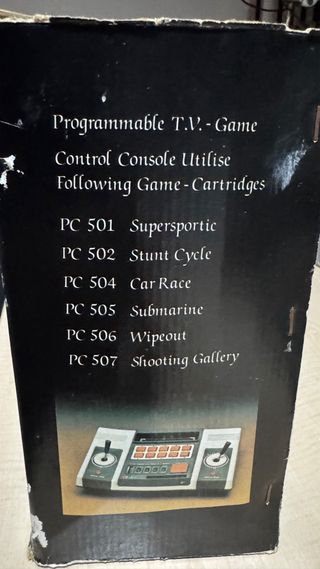 Programmable T.V. - Game
Control Console Utilise
Following Game - Cartridges
PC 501 Supersportic
PC 502 Stunt Cycle
PC 504 Car Race
PC 505 Submarine
PC 506 Wipeout
PC 507 Shooting Gallery